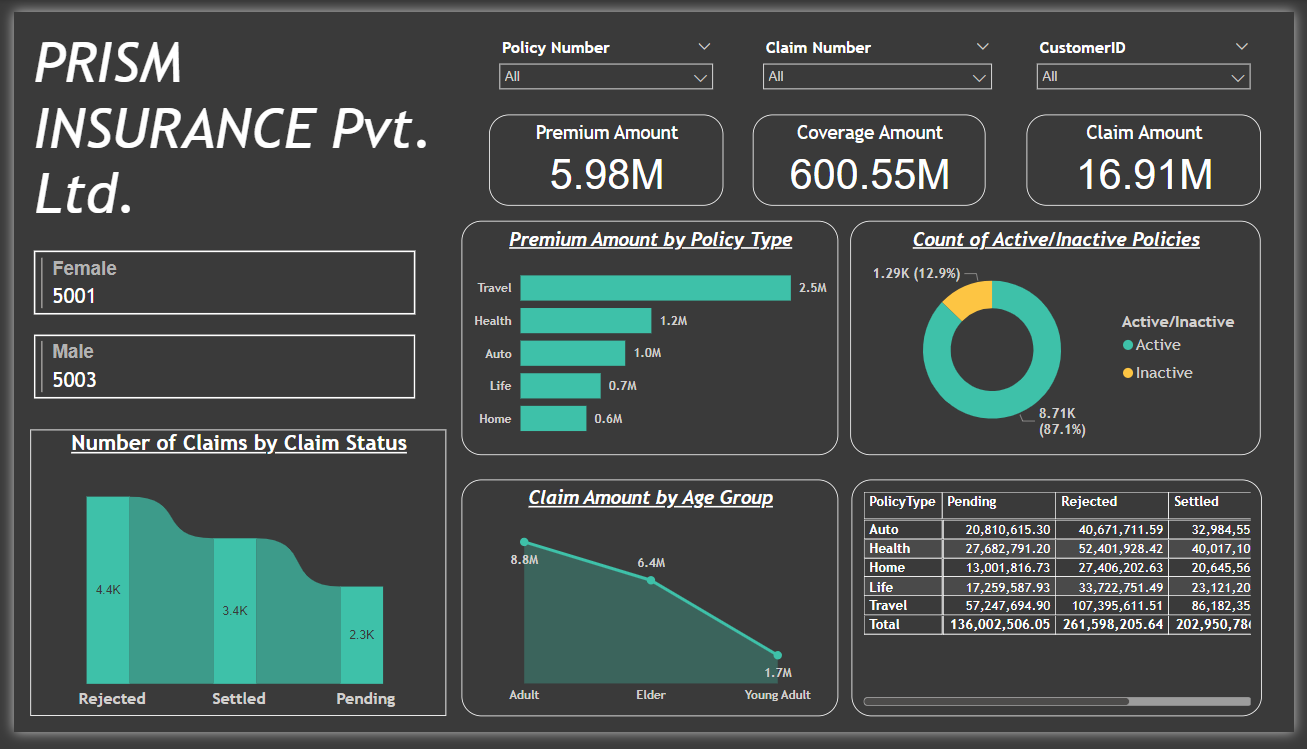 PRISM
INSURANCE Pvt.
Ltd.
Policy Number
All
Claim Number
All
CustomerID
All
Premium Amount
5.98M
Coverage Amount
600.55M
Claim Amount
16.91M
Female
5001
Male
5003
Premium Amount by Policy Type
Travel 2.5M
Health 1.2M
Auto 1.0M
Life 0.7M
Home 0.6M
Count of Active/Inactive Policies
1.29K (12.9%)
8.71K
(87.1%)
Active/Inactive
Active
Inactive
Number of Claims by Claim Status
4.4K 3.4K 2.3K
Rejected Settled Pending
Claim Amount by Age Group
8.8M 6.4M 1.7M
Adult Elder Young Adult
PolicyType Pending Rejected Settled
Auto 20,810,615.30 40,671,711.59 32,984,55
Health 27,682,791.20 52,401,928.42 40,017,10
Home 13,001,816.73 27,406,202.63 20,645,56
Life 17,259,587.93 33,722,751.49 23,121,20
Travel 57,247,694.90 107,395,611.51 86,182,35
Total 136,002,506.05 261,598,205.64 202,950,786